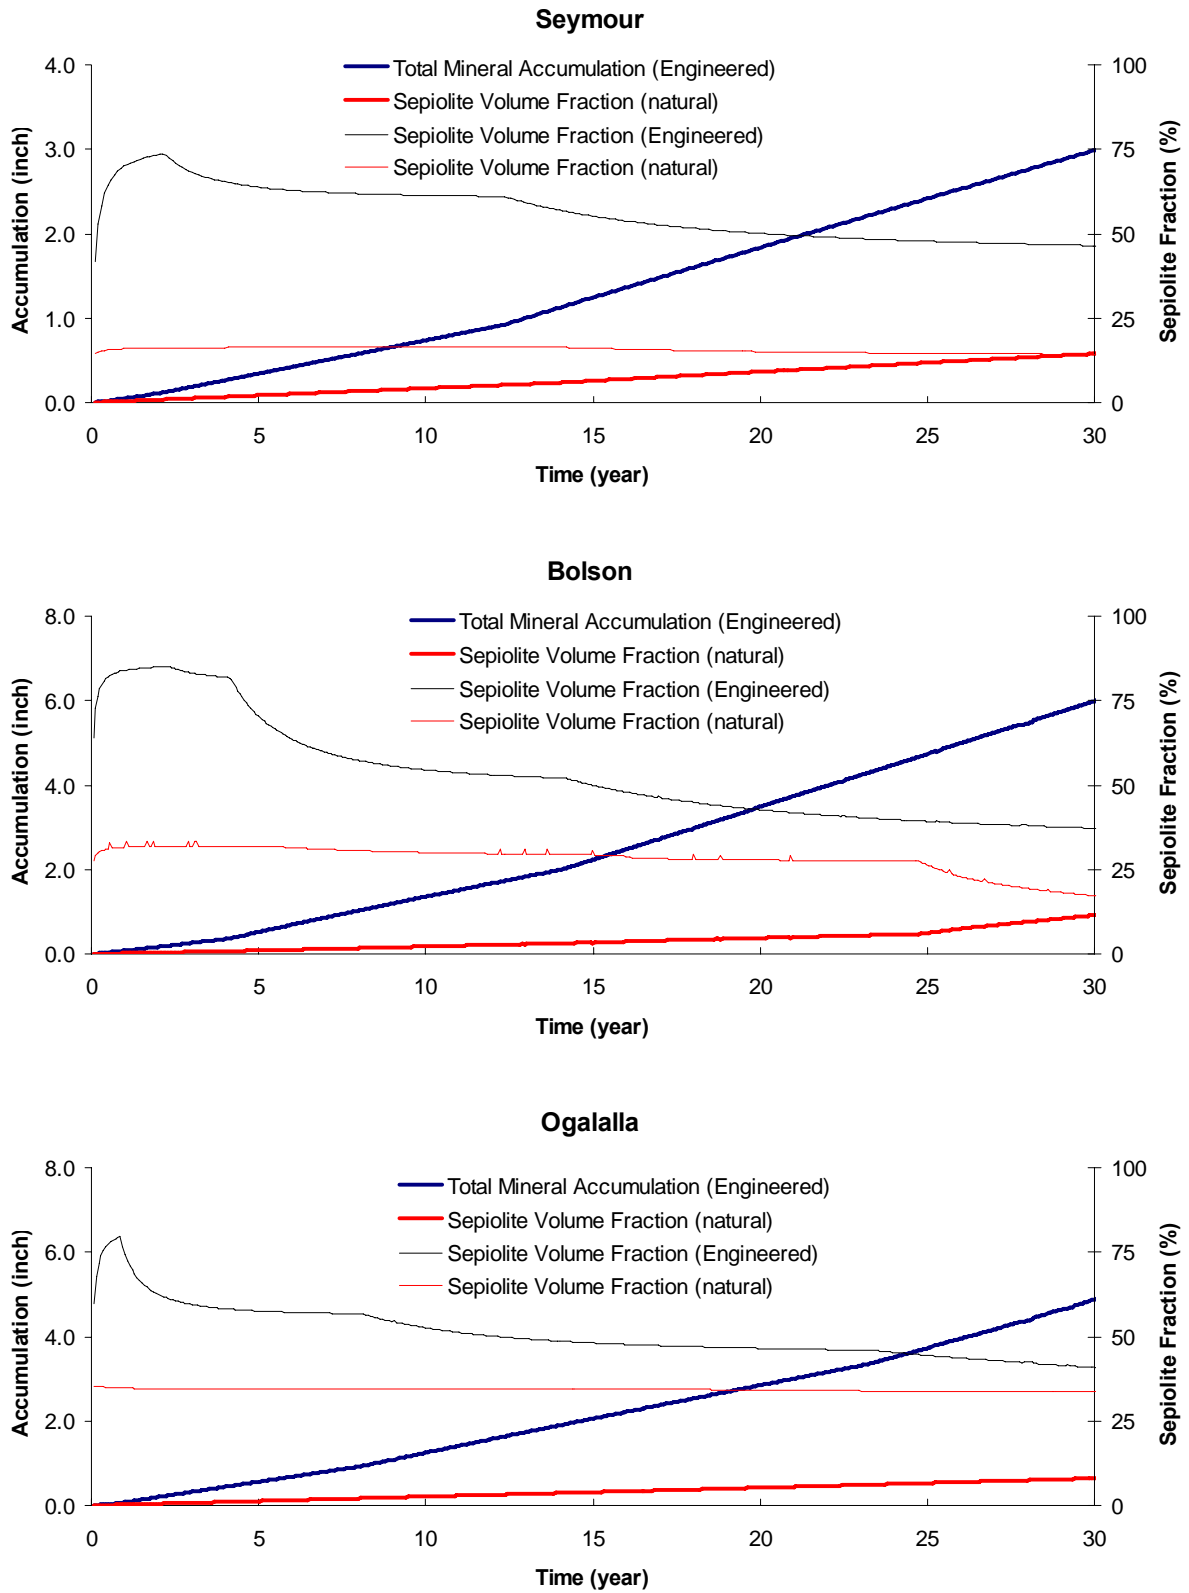 Seymour
Total Mineral Accumulation (Engineered)
Sepiolite Volume Fraction (natural)
Sepiolite Volume Fraction (Engineered)
Sepiolite Volume Fraction (natural)
Accumulation (inch)
4.0
3.0
2.0
1.0
0.0
100
75
50
25
0
Sepiolite Fraction (%)
0 5 10 15 20 25 30
Time (year)
Bolson
Total Mineral Accumulation (Engineered)
Sepiolite Volume Fraction (natural)
Sepiolite Volume Fraction (Engineered)
Sepiolite Volume Fraction (natural)
Accumulation (inch)
8.0
6.0
4.0
2.0
0.0
100
75
50
25
0
Sepiolite Fraction (%)
0 5 10 15 20 25 30
Time (year)
Ogalalla
Total Mineral Accumulation (Engineered)
Sepiolite Volume Fraction (natural)
Sepiolite Volume Fraction (Engineered)
Sepiolite Volume Fraction (natural)
Accumulation (inch)
8.0
6.0
4.0
2.0
0.0
100
75
50
25
0
Sepiolite Fraction (%)
0 5 10 15 20 25 30
Time (year)